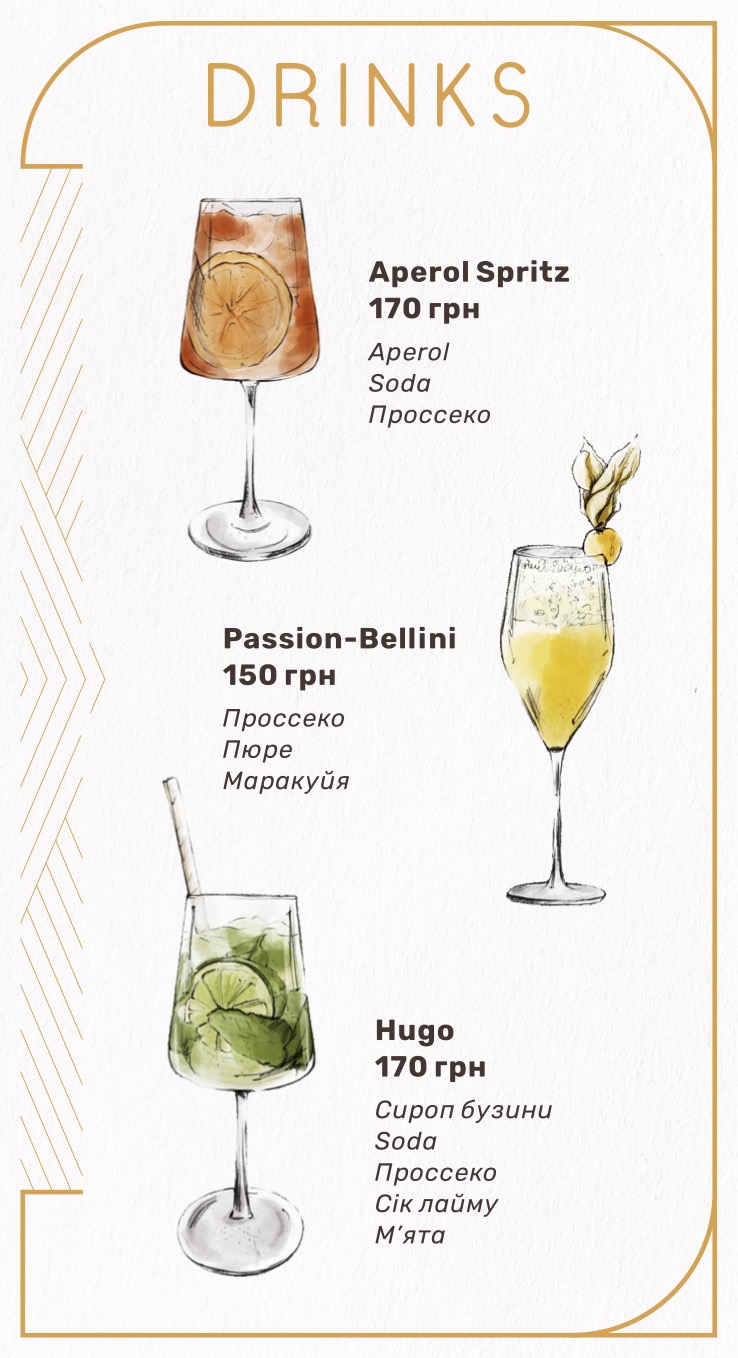 DRINKS
Aperol Spritz
170 грн
Aperol
Soda
Проссеко
Passion-Bellini
150 грн
Проссеко
Пюре
Маракуйя
Hugo
170 грн
Сироп бузини
Soda
Проссеко
Сік лайму
М’ята